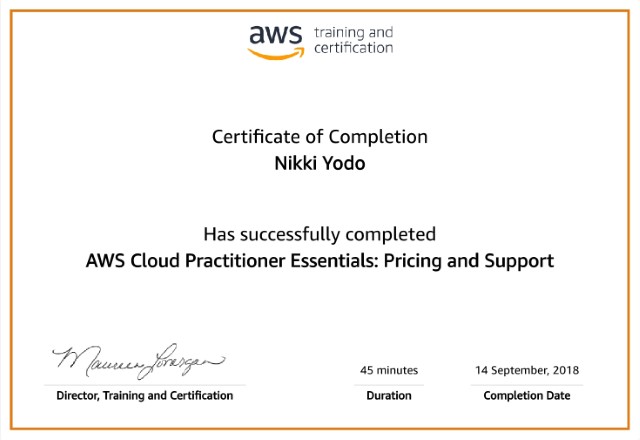 aws training and
certification
Certificate of Completion
Nikki Yodo
Has successfully completed
AWS Cloud Practitioner Essentials: Pricing and Support
Maureen Lonergan
45 minutes
14 September, 2018
Director, Training and Certification
Duration
Completion Date